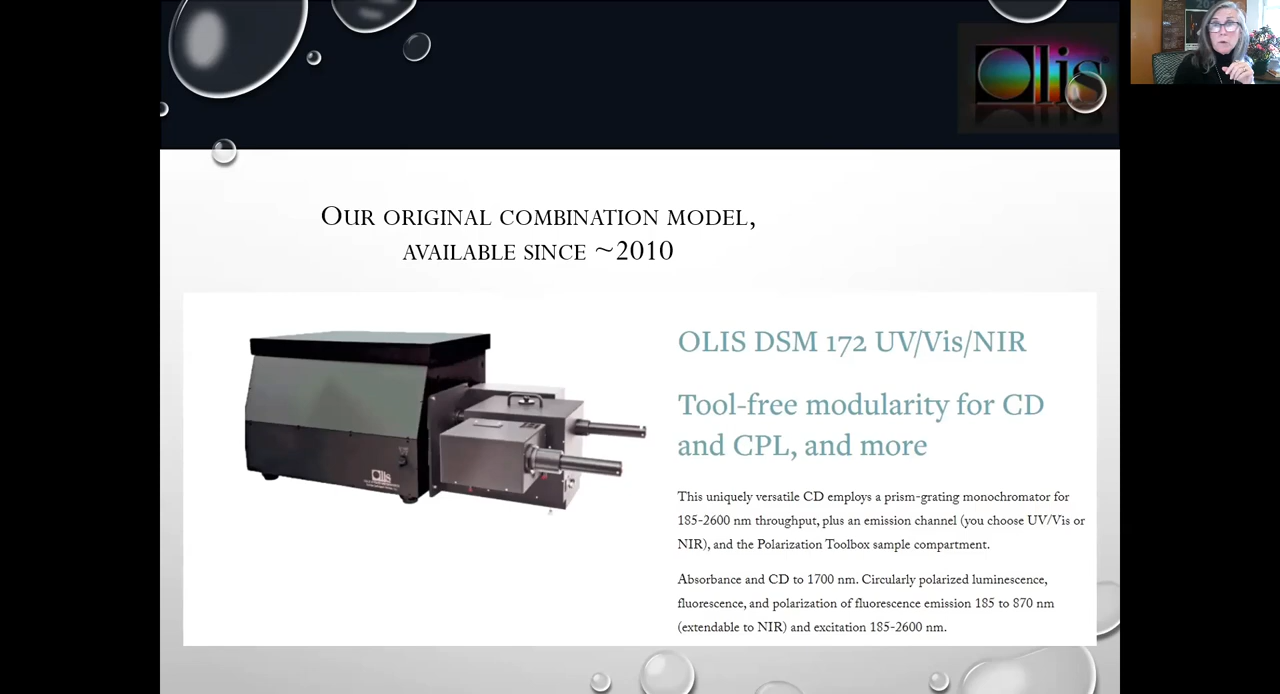 Olis
Our original combination model,
available since ~2010
OLIS DSM 172 UV/Vis/NIR
Tool-free modularity for CD
and CPL, and more
This uniquely versatile CD employs a prism-grating monochromator for
185-2600 nm throughput, plus an emission channel (you choose UV/Vis or
NIR), and the Polarization Toolbox sample compartment.
Absorbance and CD to 1700 nm. Circularly polarized luminescence,
fluorescence, and polarization of fluorescence emission 185 to 870 nm
(extendable to NIR) and excitation 185-2600 nm.
Olis